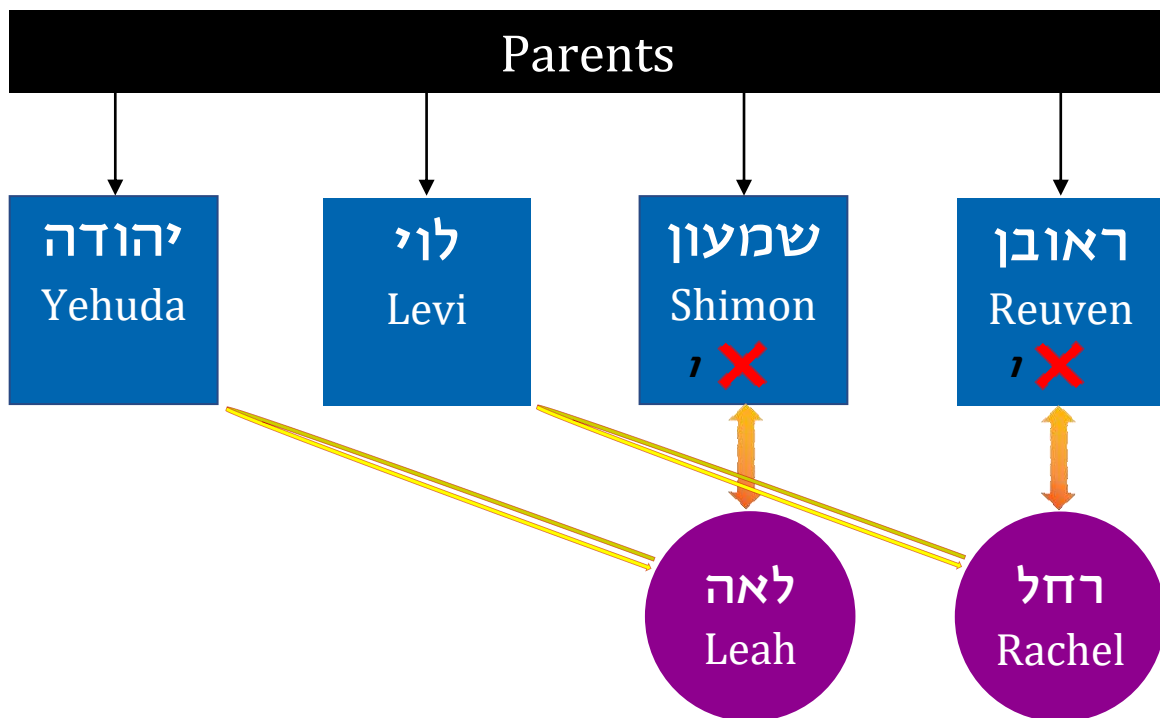 Parents
יהודה
Yehuda
לוי
Levi
שמעון
Shimon
ראובן
Reuven
לאה
Leah
רחל
Rachel